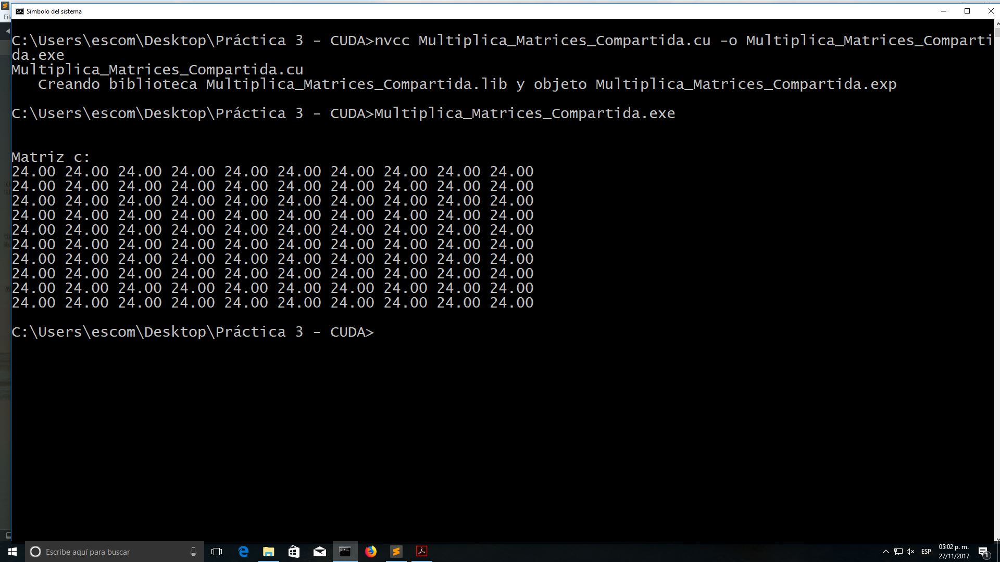 Símbolo del sistema
C:\Users\escom\Desktop\Práctica 3 - CUDA>nvcc Multiplica_Matrices_Compartida.cu -o Multiplica_Matrices_Comparti
da.exe
Multiplica_Matrices_Compartida.cu
   Creando biblioteca Multiplica_Matrices_Compartida.lib y objeto Multiplica_Matrices_Compartida.exp
C:\Users\escom\Desktop\Práctica 3 - CUDA>Multiplica_Matrices_Compartida.exe
Matriz c:
24.00 24.00 24.00 24.00 24.00 24.00 24.00 24.00 24.00 24.00
24.00 24.00 24.00 24.00 24.00 24.00 24.00 24.00 24.00 24.00
24.00 24.00 24.00 24.00 24.00 24.00 24.00 24.00 24.00 24.00
24.00 24.00 24.00 24.00 24.00 24.00 24.00 24.00 24.00 24.00
24.00 24.00 24.00 24.00 24.00 24.00 24.00 24.00 24.00 24.00
24.00 24.00 24.00 24.00 24.00 24.00 24.00 24.00 24.00 24.00
24.00 24.00 24.00 24.00 24.00 24.00 24.00 24.00 24.00 24.00
24.00 24.00 24.00 24.00 24.00 24.00 24.00 24.00 24.00 24.00
24.00 24.00 24.00 24.00 24.00 24.00 24.00 24.00 24.00 24.00
24.00 24.00 24.00 24.00 24.00 24.00 24.00 24.00 24.00 24.00
C:\Users\escom\Desktop\Práctica 3 - CUDA>
Escribe aquí para buscar
ESP
05:02 p. m.
27/11/2017
1